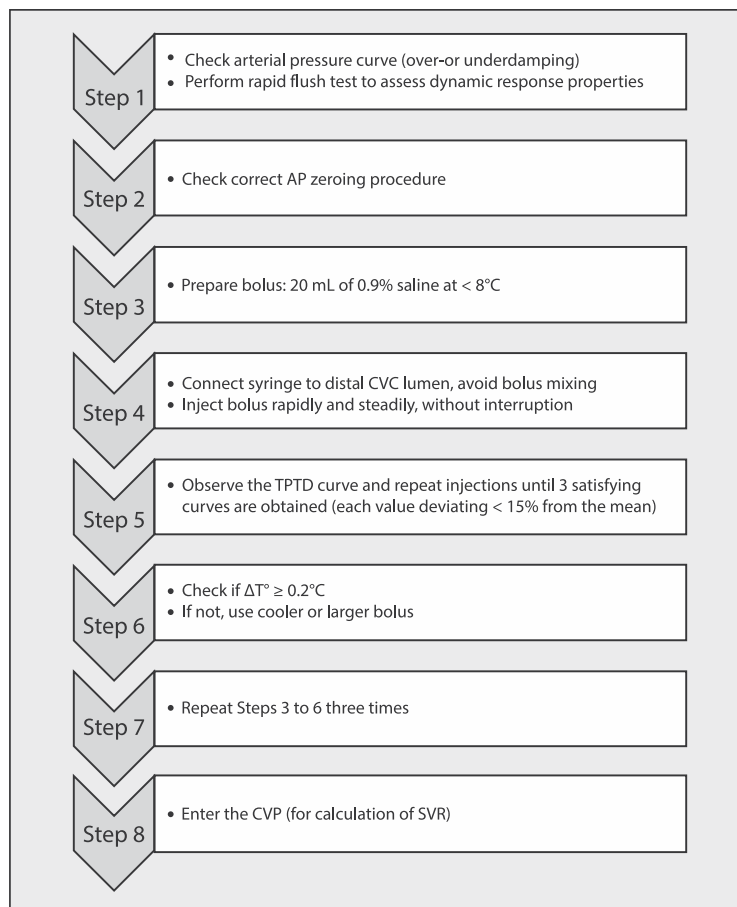 Step 1
• Check arterial pressure curve (over-or underdamping)
• Perform rapid flush test to assess dynamic response properties
Step 2
• Check correct AP zeroing procedure
Step 3
• Prepare bolus: 20 mL of 0.9% saline at < 8°C
Step 4
• Connect syringe to distal CVC lumen, avoid bolus mixing
• Inject bolus rapidly and steadily, without interruption
Step 5
• Observe the TPTD curve and repeat injections until 3 satisfying
curves are obtained (each value deviating < 15% from the mean)
Step 6
• Check if ΔT° ≥ 0.2°C
• If not, use cooler or larger bolus
Step 7
• Repeat Steps 3 to 6 three times
Step 8
• Enter the CVP (for calculation of SVR)